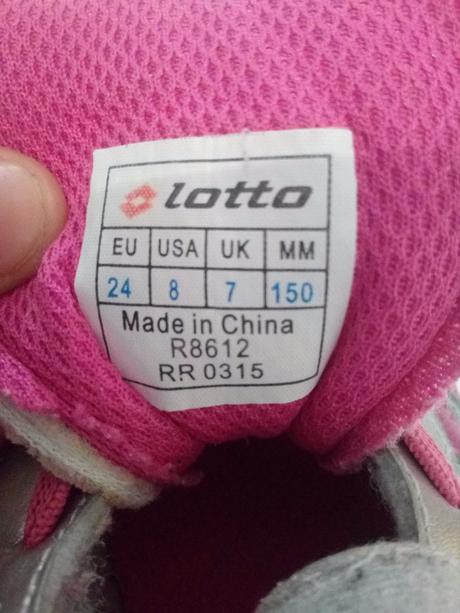 lotto
EU USA UK MM
24 8 7 150
Made in China
R8612
RR 0315